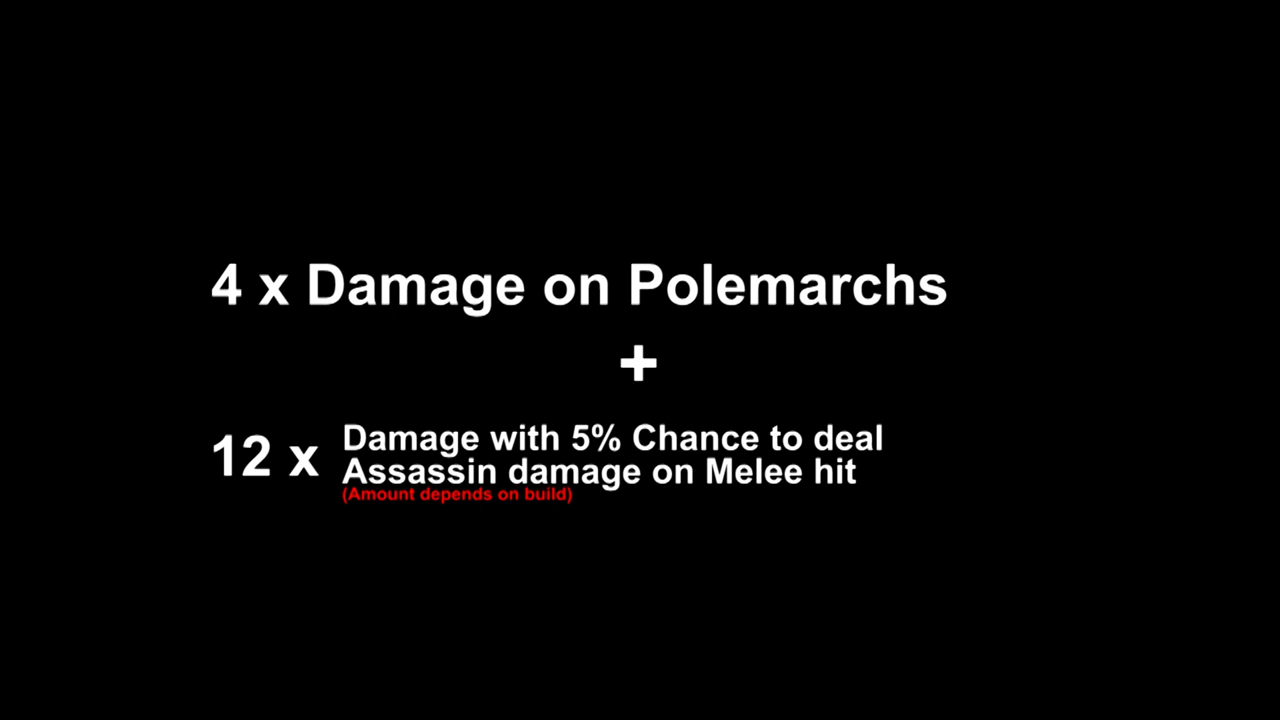 4 x Damage on Polemarchs
+
12 x Damage with 5% Chance to deal
Assassin damage on Melee hit
(Amount depends on build)